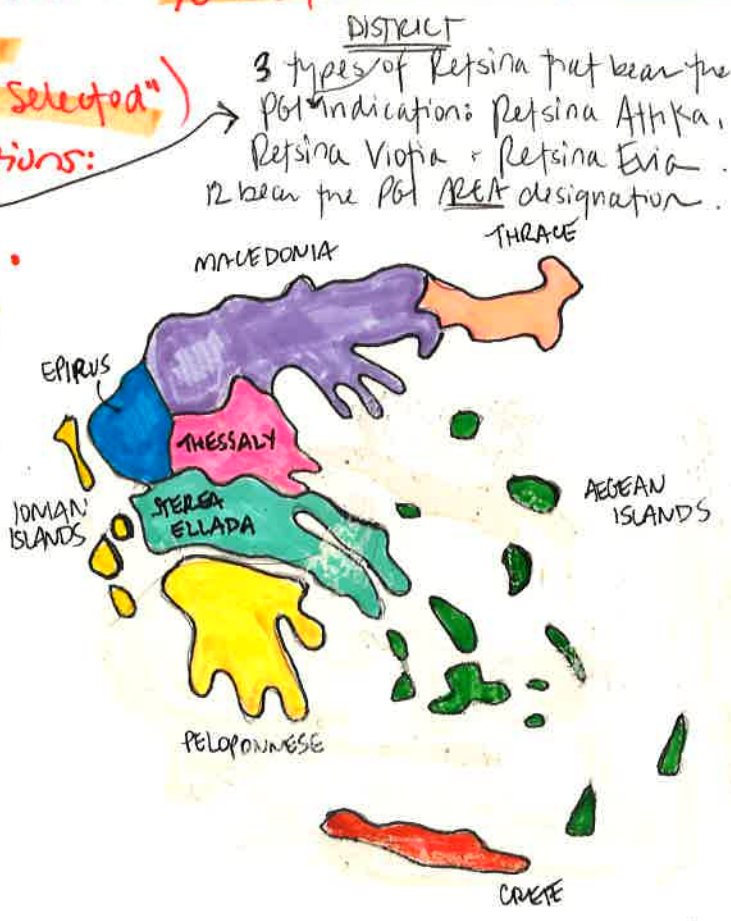 DISTRICT
3 types of Retsina that bear the
Selected")
PGI indication: Retsina Attika,
Retsina Viotia + Retsina Evia.
12 bear the PGI AREA designation.
THRACE
MACEDONIA
EPIRUS
THESSALY
STEREA
ELLADA
IONIAN
ISLANDS
AEGEAN
ISLANDS
PELOPONNESE
CRETE